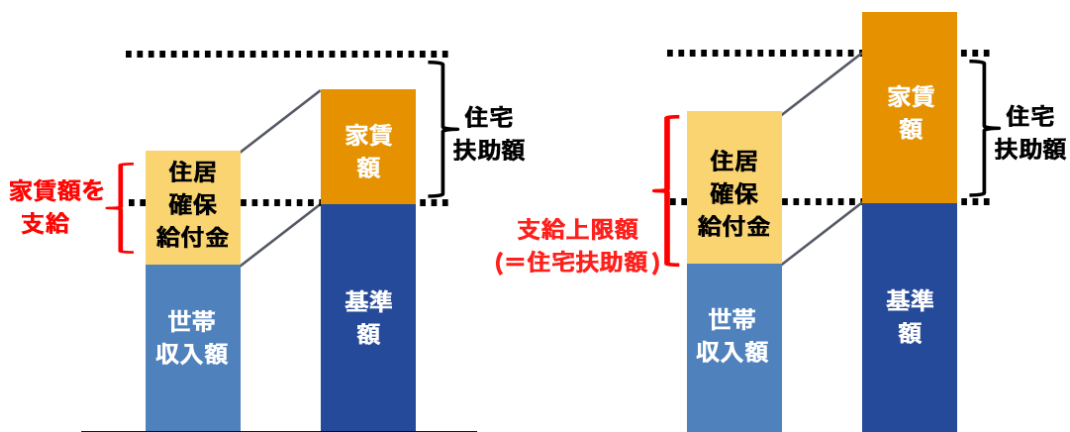 家賃額を
支給
住居
確保
給付金
世帯
収入額
家賃
額
基準
額
住宅
扶助額
支給上限額
(=住宅扶助額)
住居
確保
給付金
世帯
収入額
家賃
額
基準
額
住宅
扶助額